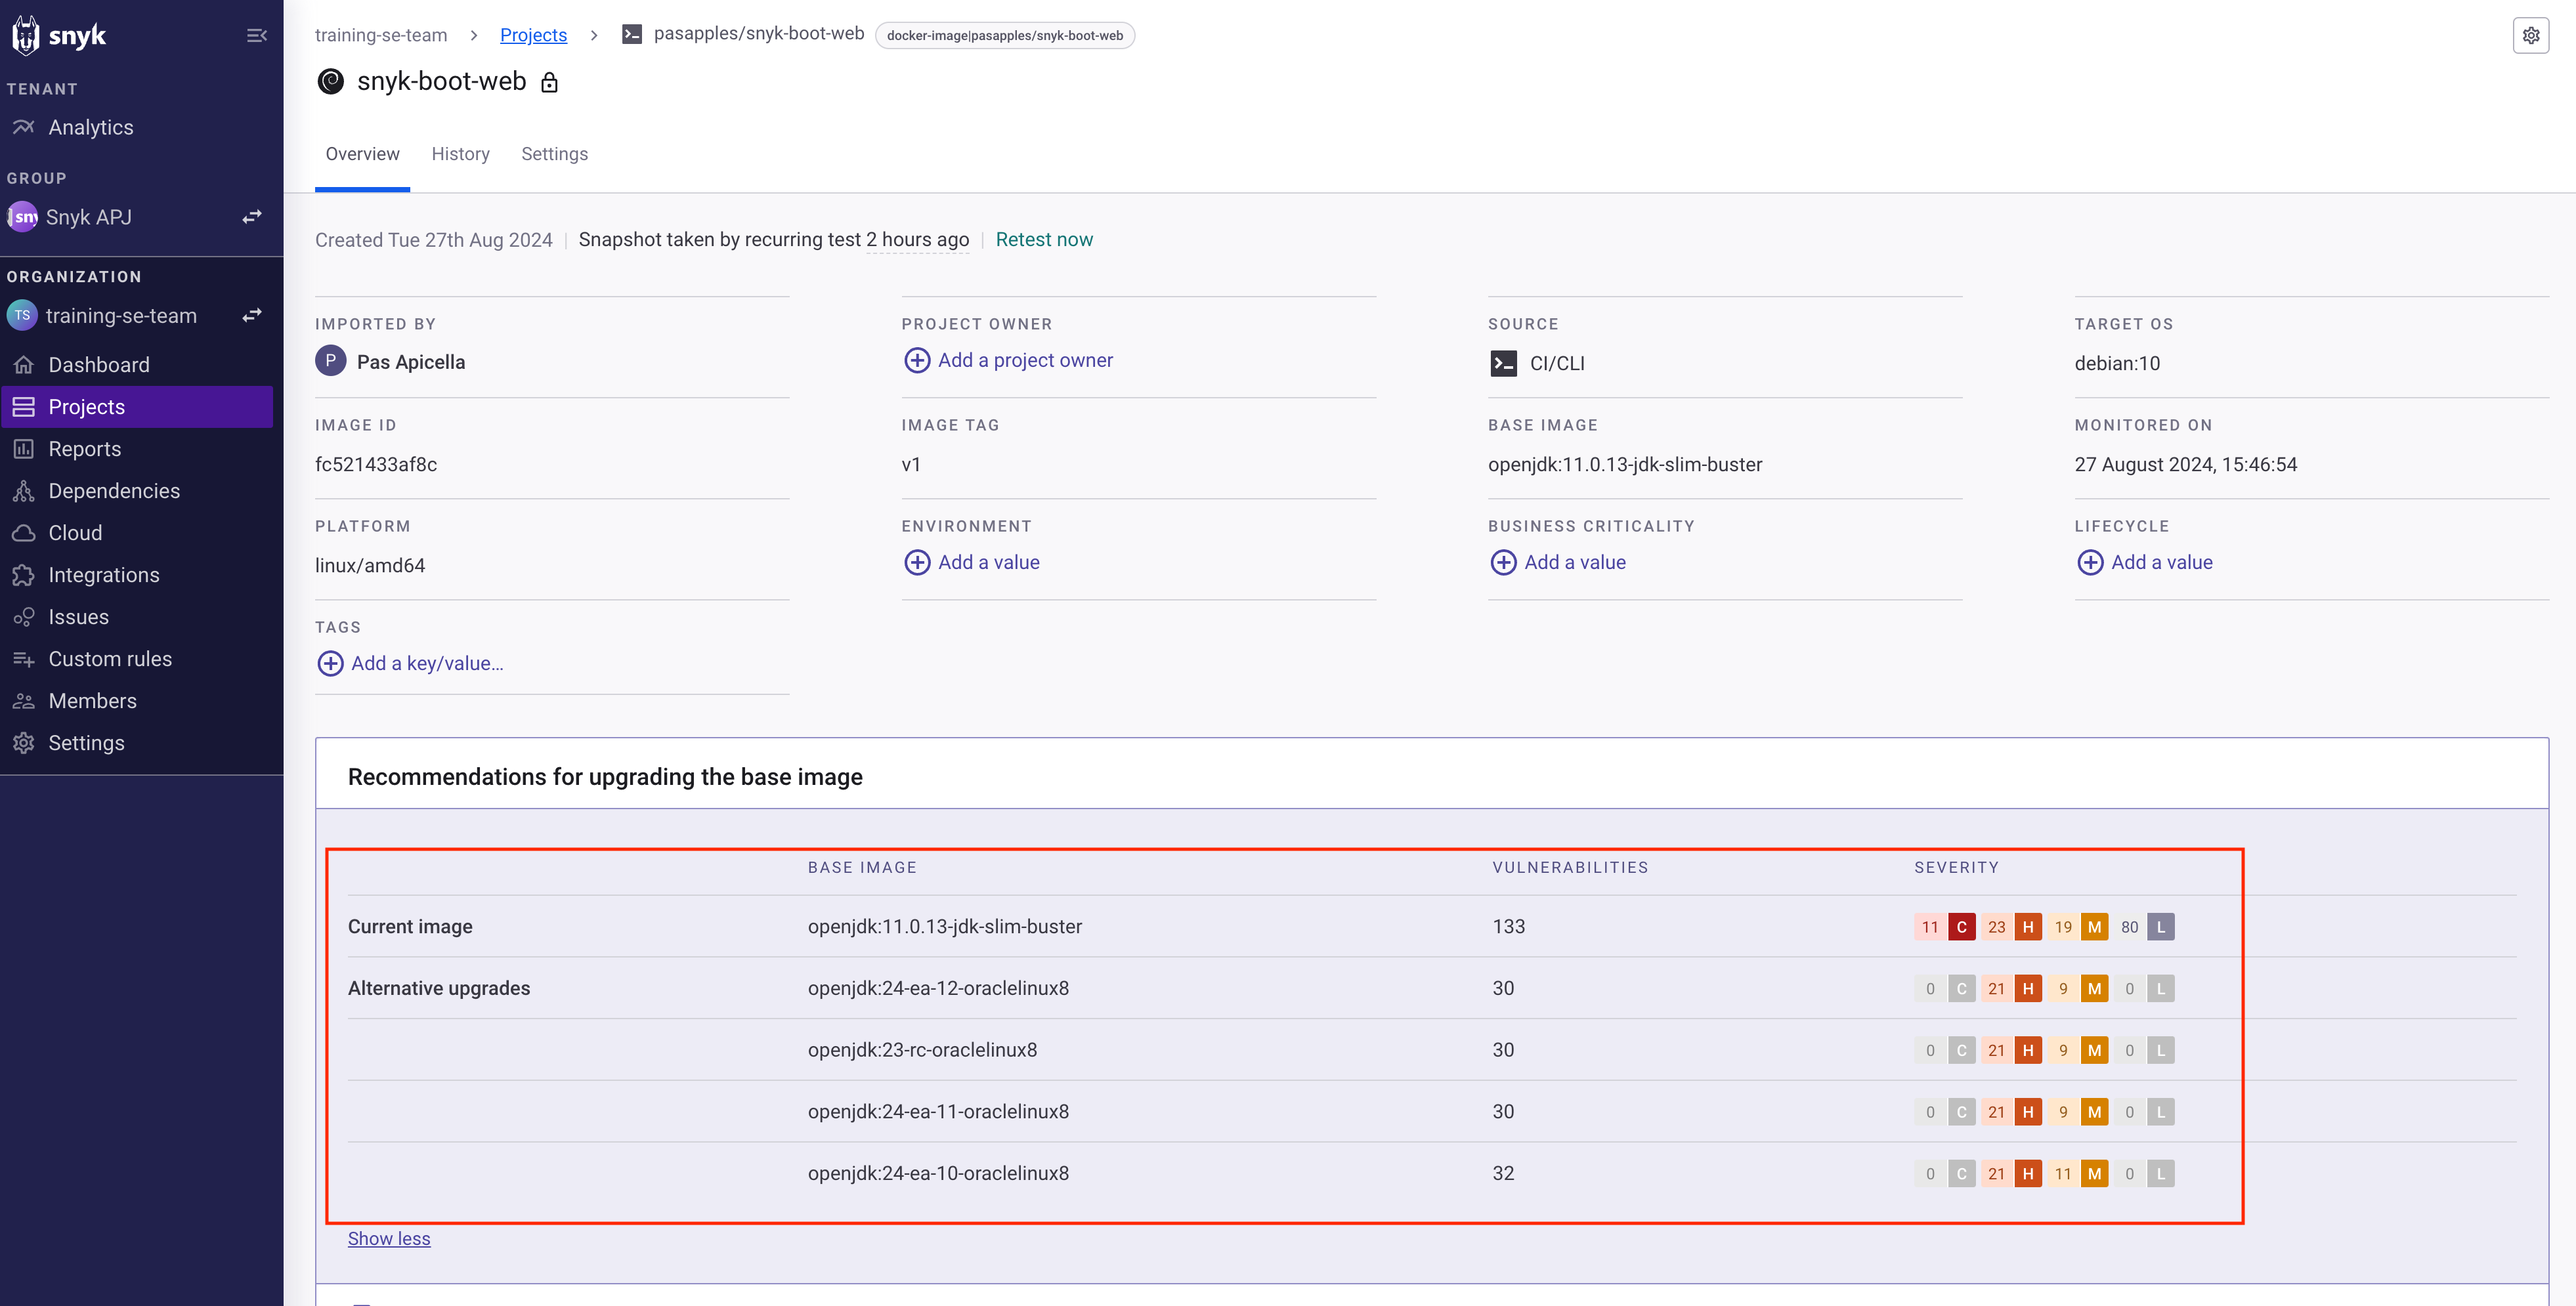 snyk
TENANT
Analytics
GROUP
Snyk APJ
ORGANIZATION
TS training-se-team
Dashboard
Projects
Reports
Dependencies
Cloud
Integrations
Issues
Custom rules
Members
Settings
training-se-team > Projects > pasapples/snyk-boot-web docker-image|pasapples/snyk-boot-web
snyk-boot-web
Overview History Settings
Created Tue 27th Aug 2024 | Snapshot taken by recurring test 2 hours ago | Retest now
IMPORTED BY PROJECT OWNER SOURCE TARGET OS
P Pas Apicella Add a project owner CI/CLI debian:10
IMAGE ID IMAGE TAG BASE IMAGE MONITORED ON
fc521433af8c v1 openjdk:11.0.13-jdk-slim-buster 27 August 2024, 15:46:54
PLATFORM ENVIRONMENT BUSINESS CRITICALITY LIFECYCLE
linux/amd64 Add a value Add a value Add a value
TAGS
Add a key/value...
Recommendations for upgrading the base image
BASE IMAGE VULNERABILITIES SEVERITY
Current image openjdk:11.0.13-jdk-slim-buster 133 11 C 23 H 19 M 80 L
Alternative upgrades openjdk:24-ea-12-oraclelinux8 30 0 C 21 H 9 M 0 L
openjdk:23-rc-oraclelinux8 30 0 C 21 H 9 M 0 L
openjdk:24-ea-11-oraclelinux8 30 0 C 21 H 9 M 0 L
openjdk:24-ea-10-oraclelinux8 32 0 C 21 H 11 M 0 L
Show less